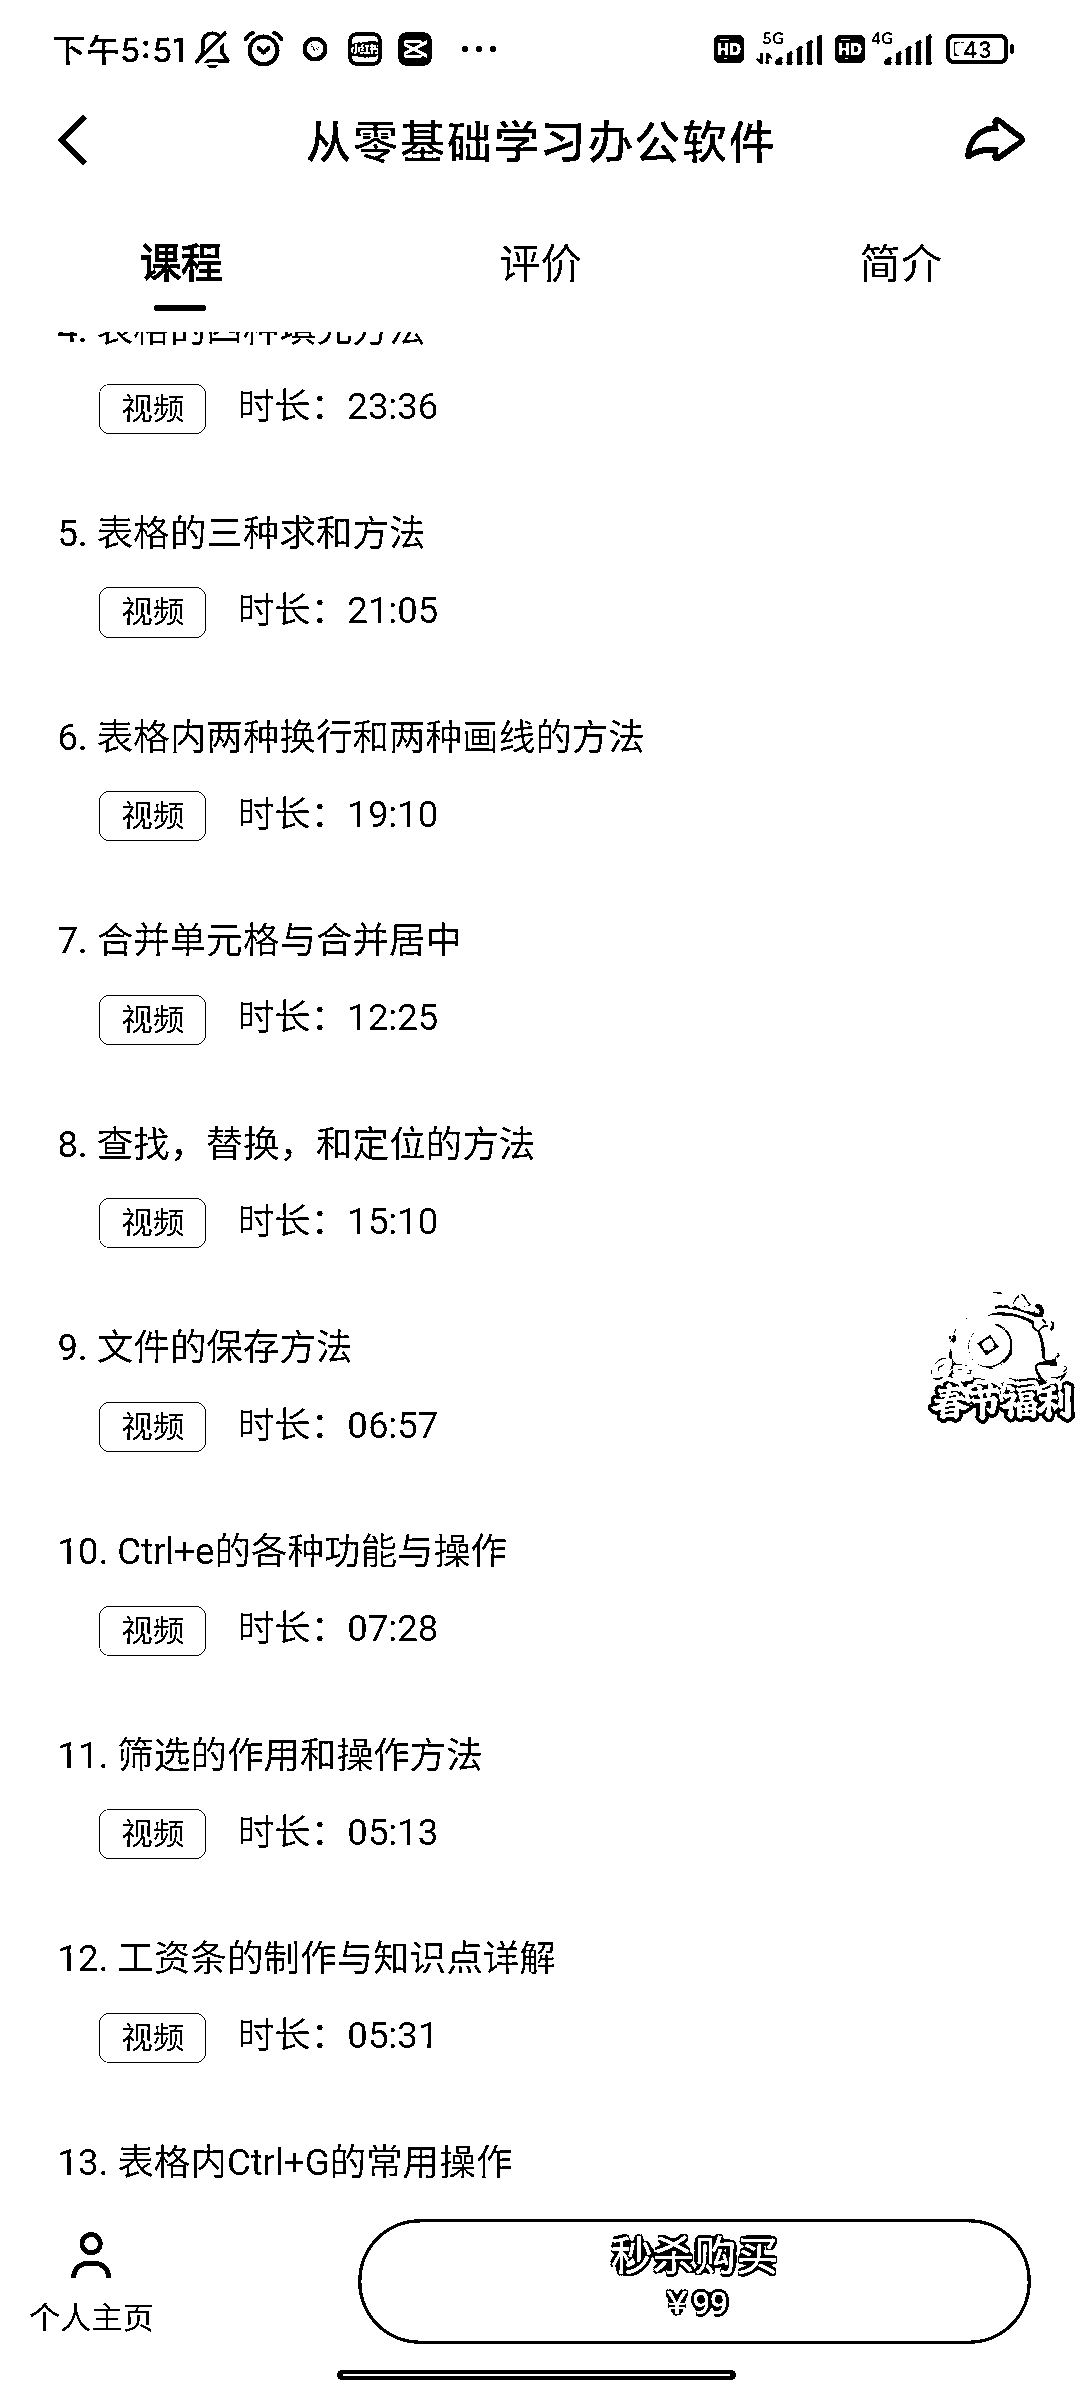 下午5:51
HD 5G HD 4G 43
从零基础学习办公软件
课程 评价 简介
4. 表格的四种填充方法
视频 时长：23:36
5. 表格的三种求和方法
视频 时长：21:05
6. 表格内两种换行和两种画线的方法
视频 时长：19:10
7. 合并单元格与合并居中
视频 时长：12:25
8. 查找，替换，和定位的方法
视频 时长：15:10
9. 文件的保存方法
视频 时长：06:57
春节福利
10. Ctrl+e的各种功能与操作
视频 时长：07:28
11. 筛选的作用和操作方法
视频 时长：05:13
12. 工资条的制作与知识点详解
视频 时长：05:31
13. 表格内Ctrl+G的常用操作
秒杀购买
¥99
个人主页